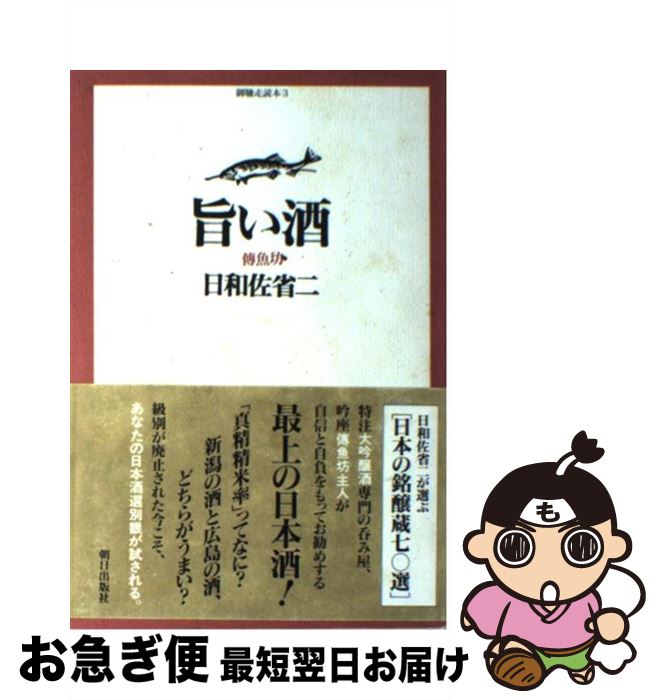 御馳走読本3
旨い酒
傳魚坊
日和佐省二
日和佐省二が選ぶ
[日本の銘醸蔵七〇選]
特注大吟醸酒専門の呑み屋、
吟座傳魚坊主人が
自信と自負をもってお勧めする
最上の日本酒!
「真精精米率」ってなに?
新潟の酒と広島の酒、
どちらがうまい?
級別が廃止された今こそ、
あなたの日本酒選別眼が試される。
朝日出版社
も
お急ぎ便 最短翌日お届け